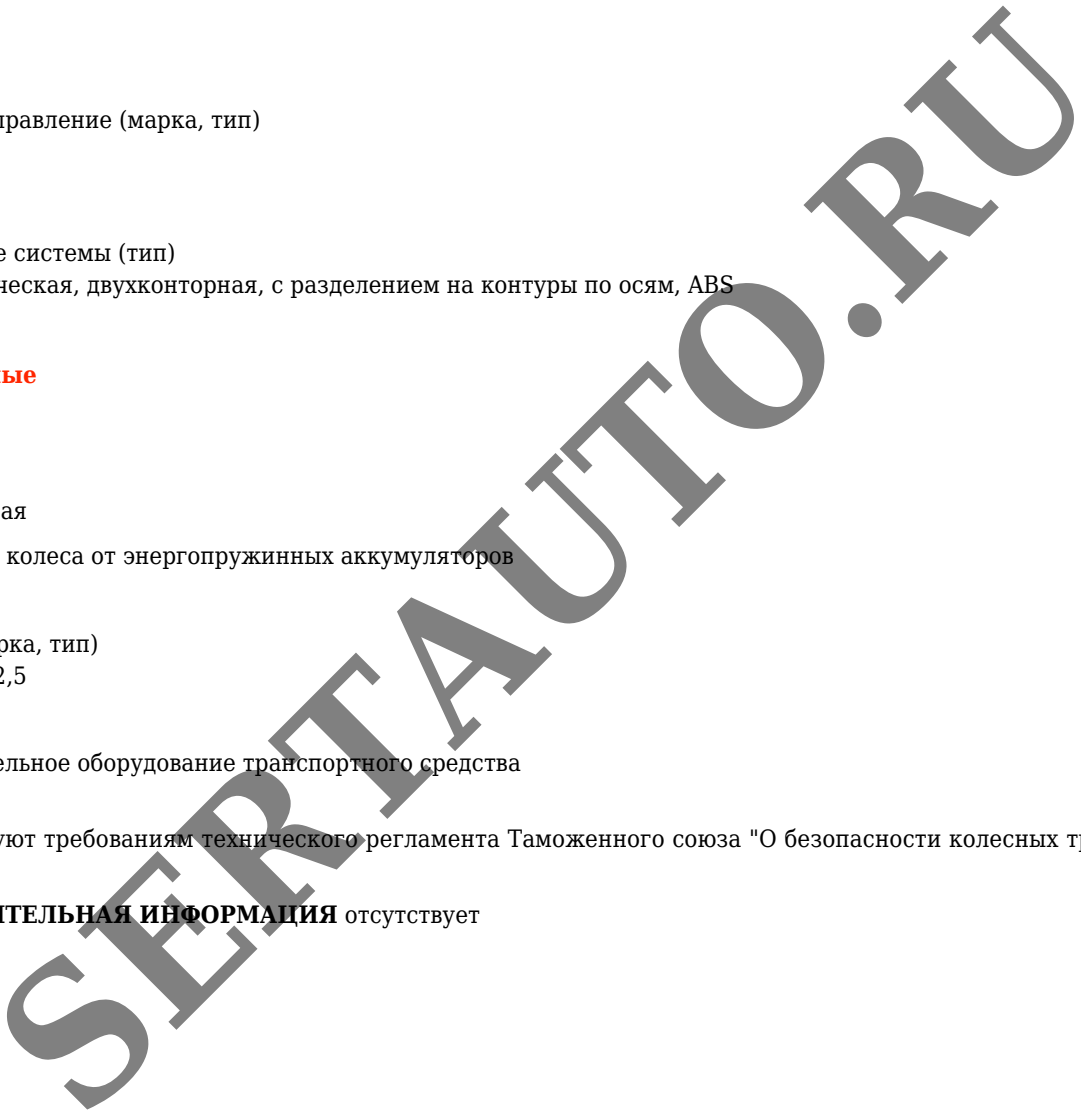 правление (марка, тип)
е системы (тип)
ческая, двухконторная, с разделением на контуры по осям, ABS
ые
ая
колеса от энергопружинных аккумуляторов
рка, тип)
2,5
ельное оборудование транспортного средства
уют требованиям технического регламента Таможенного союза "О безопасности колесных тр
ИТЕЛЬНАЯ ИНФОРМАЦИЯ отсутствует
SERTAUTO.RU